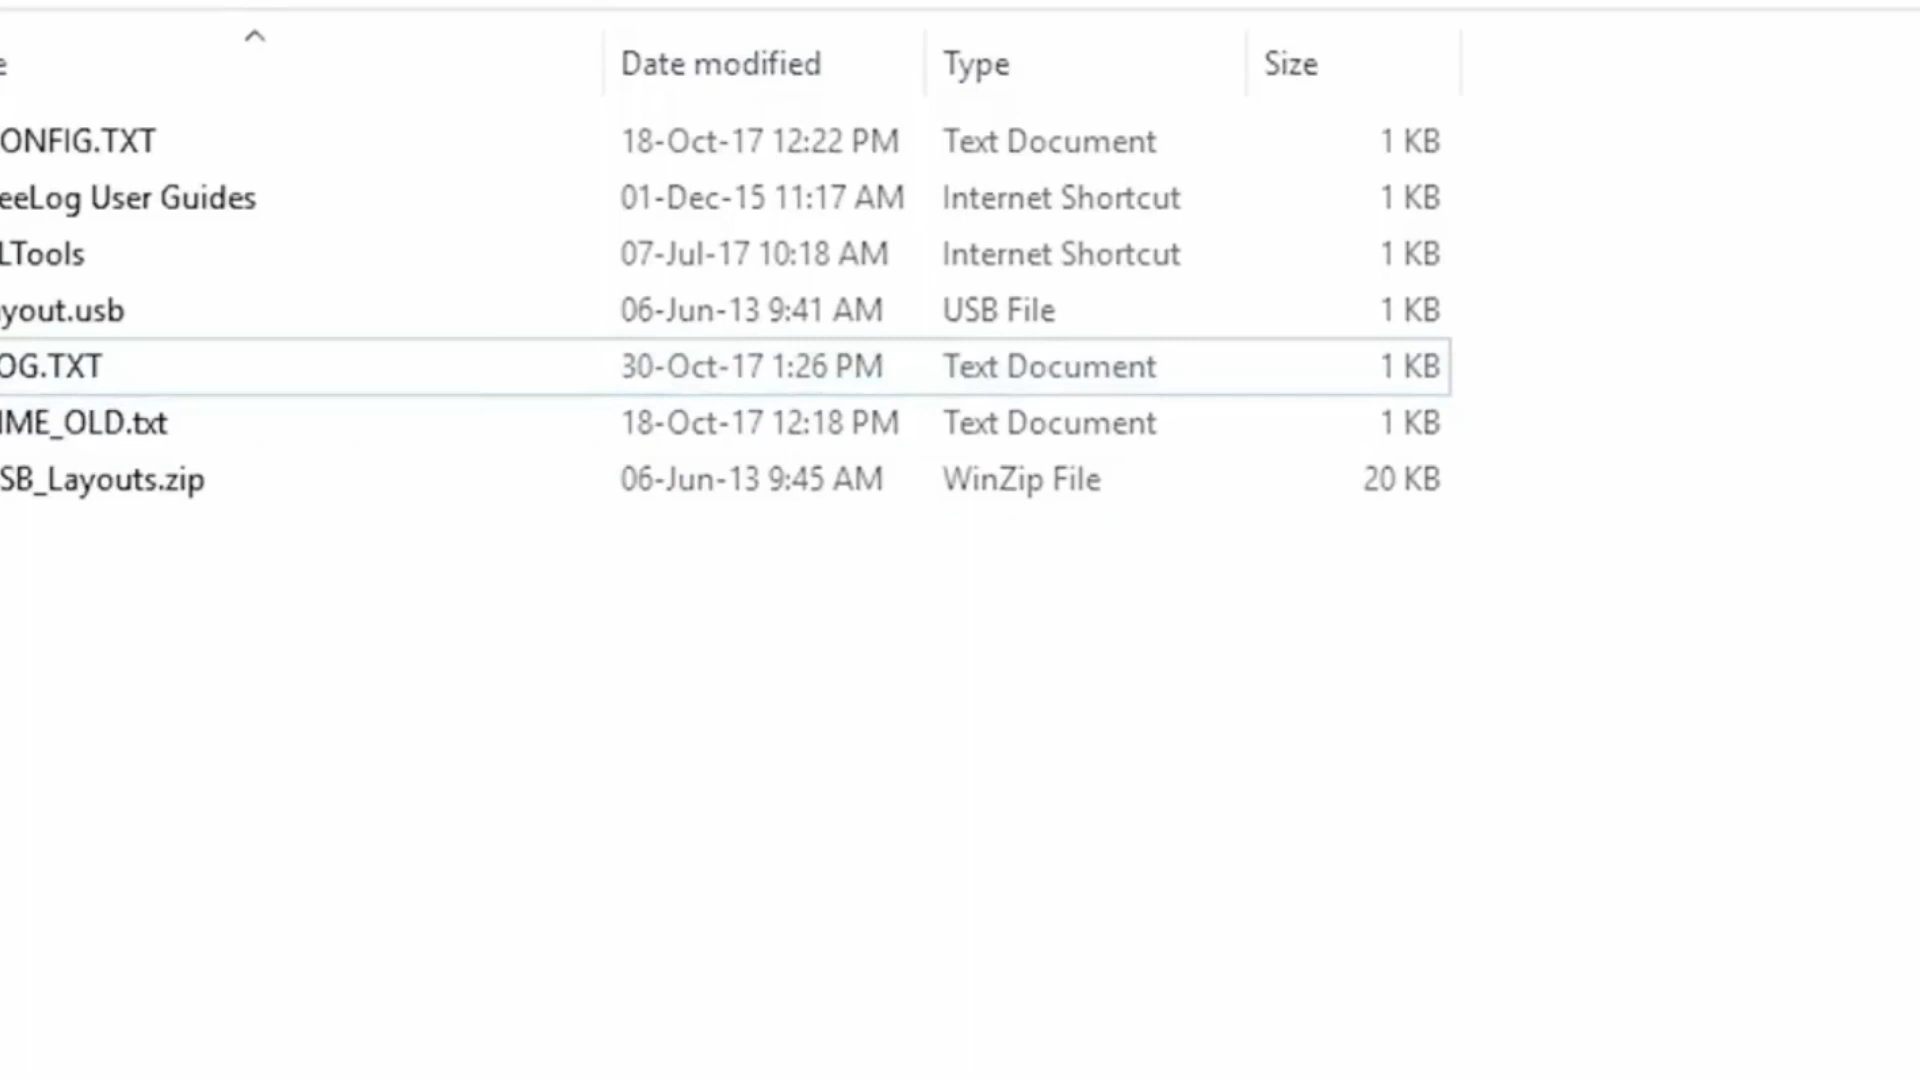 e Date modified Type Size
ONFIG.TXT 18-Oct-17 12:22 PM Text Document 1 KB
eeLog User Guides 01-Dec-15 11:17 AM Internet Shortcut 1 KB
LTools 07-Jul-17 10:18 AM Internet Shortcut 1 KB
yout.usb 06-Jun-13 9:41 AM USB File 1 KB
OG.TXT 30-Oct-17 1:26 PM Text Document 1 KB
IME_OLD.txt 18-Oct-17 12:18 PM Text Document 1 KB
SB_Layouts.zip 06-Jun-13 9:45 AM WinZip File 20 KB